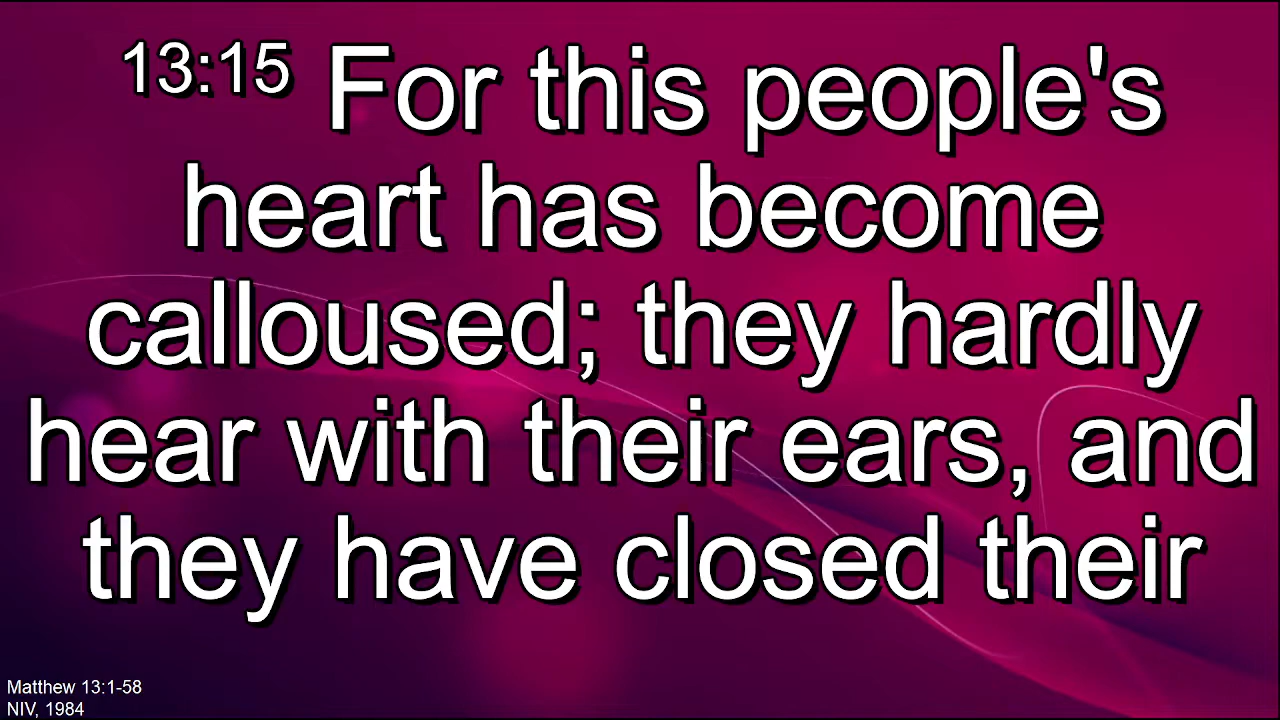 13:15 For this people's
heart has become
calloused; they hardly
hear with their ears, and
they have closed their
Matthew 13:1-58
NIV, 1984